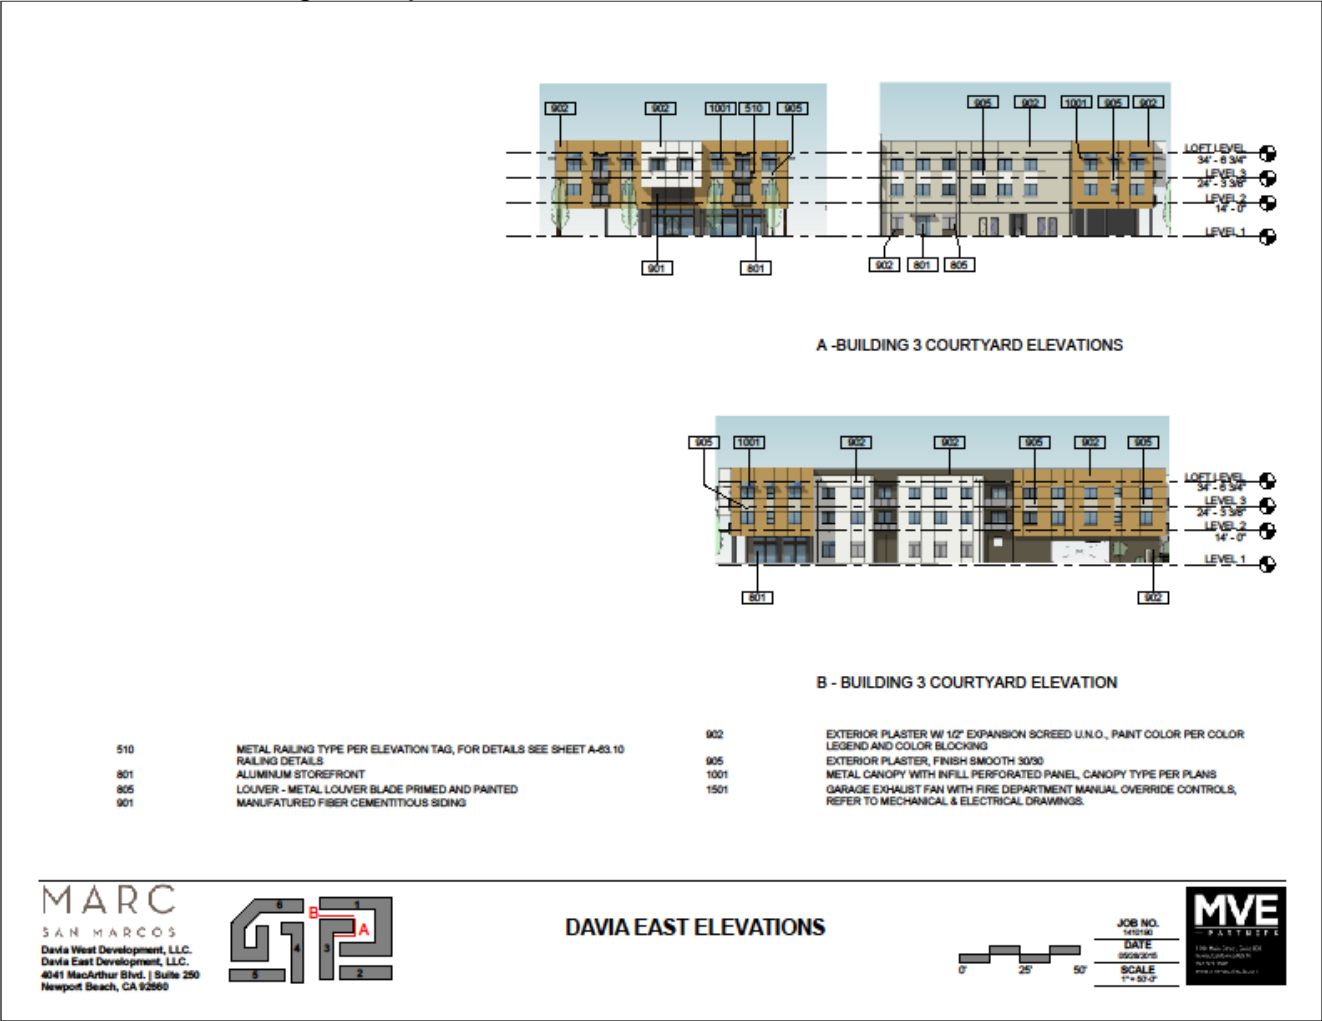 902
902
1001
510
905
905
902
1001
905
902
LOFT LEVEL
34' - 6 3/4"
LEVEL 3
24' - 3 3/8"
LEVEL 2
14' - 0"
LEVEL 1
901
801
902
801
805
A -BUILDING 3 COURTYARD ELEVATIONS
905
1001
902
902
905
902
905
LOFT LEVEL
34' - 6 3/4"
LEVEL 3
24' - 3 3/8"
LEVEL 2
14' - 0"
LEVEL 1
801
902
B - BUILDING 3 COURTYARD ELEVATION
510 METAL RAILING TYPE PER ELEVATION TAG, FOR DETAILS SEE SHEET A-63.10
RAILING DETAILS
801 ALUMINUM STOREFRONT
805 LOUVER - METAL LOUVER BLADE PRIMED AND PAINTED
901 MANUFATURED FIBER CEMENTITIOUS SIDING
902 EXTERIOR PLASTER W/ 1/2" EXPANSION SCREED U.N.O., PAINT COLOR PER COLOR
LEGEND AND COLOR BLOCKING
905 EXTERIOR PLASTER, FINISH SMOOTH 30/30
1001 METAL CANOPY WITH INFILL PERFORATED PANEL, CANOPY TYPE PER PLANS
1501 GARAGE EXHAUST FAN WITH FIRE DEPARTMENT MANUAL OVERRIDE CONTROLS,
REFER TO MECHANICAL & ELECTRICAL DRAWINGS.
MARC
SAN MARCOS
Davia West Development, LLC.
Davia East Development, LLC.
4041 MacArthur Blvd. | Suite 250
Newport Beach, CA 92660
6
1
B
A
4
3
5
2
DAVIA EAST ELEVATIONS
0'
25'
50'
JOB NO.
1410190
DATE
05/28/2015
SCALE
1" = 50'-0"
MVE
PARTNERS